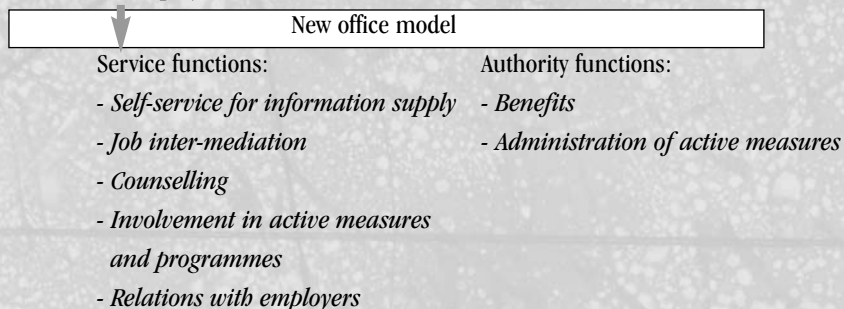 New office model
Service functions:
- Self-service for information supply
- Job inter-mediation
- Counselling
- Involvement in active measures
and programmes
- Relations with employers
Authority functions:
- Benefits
- Administration of active measures